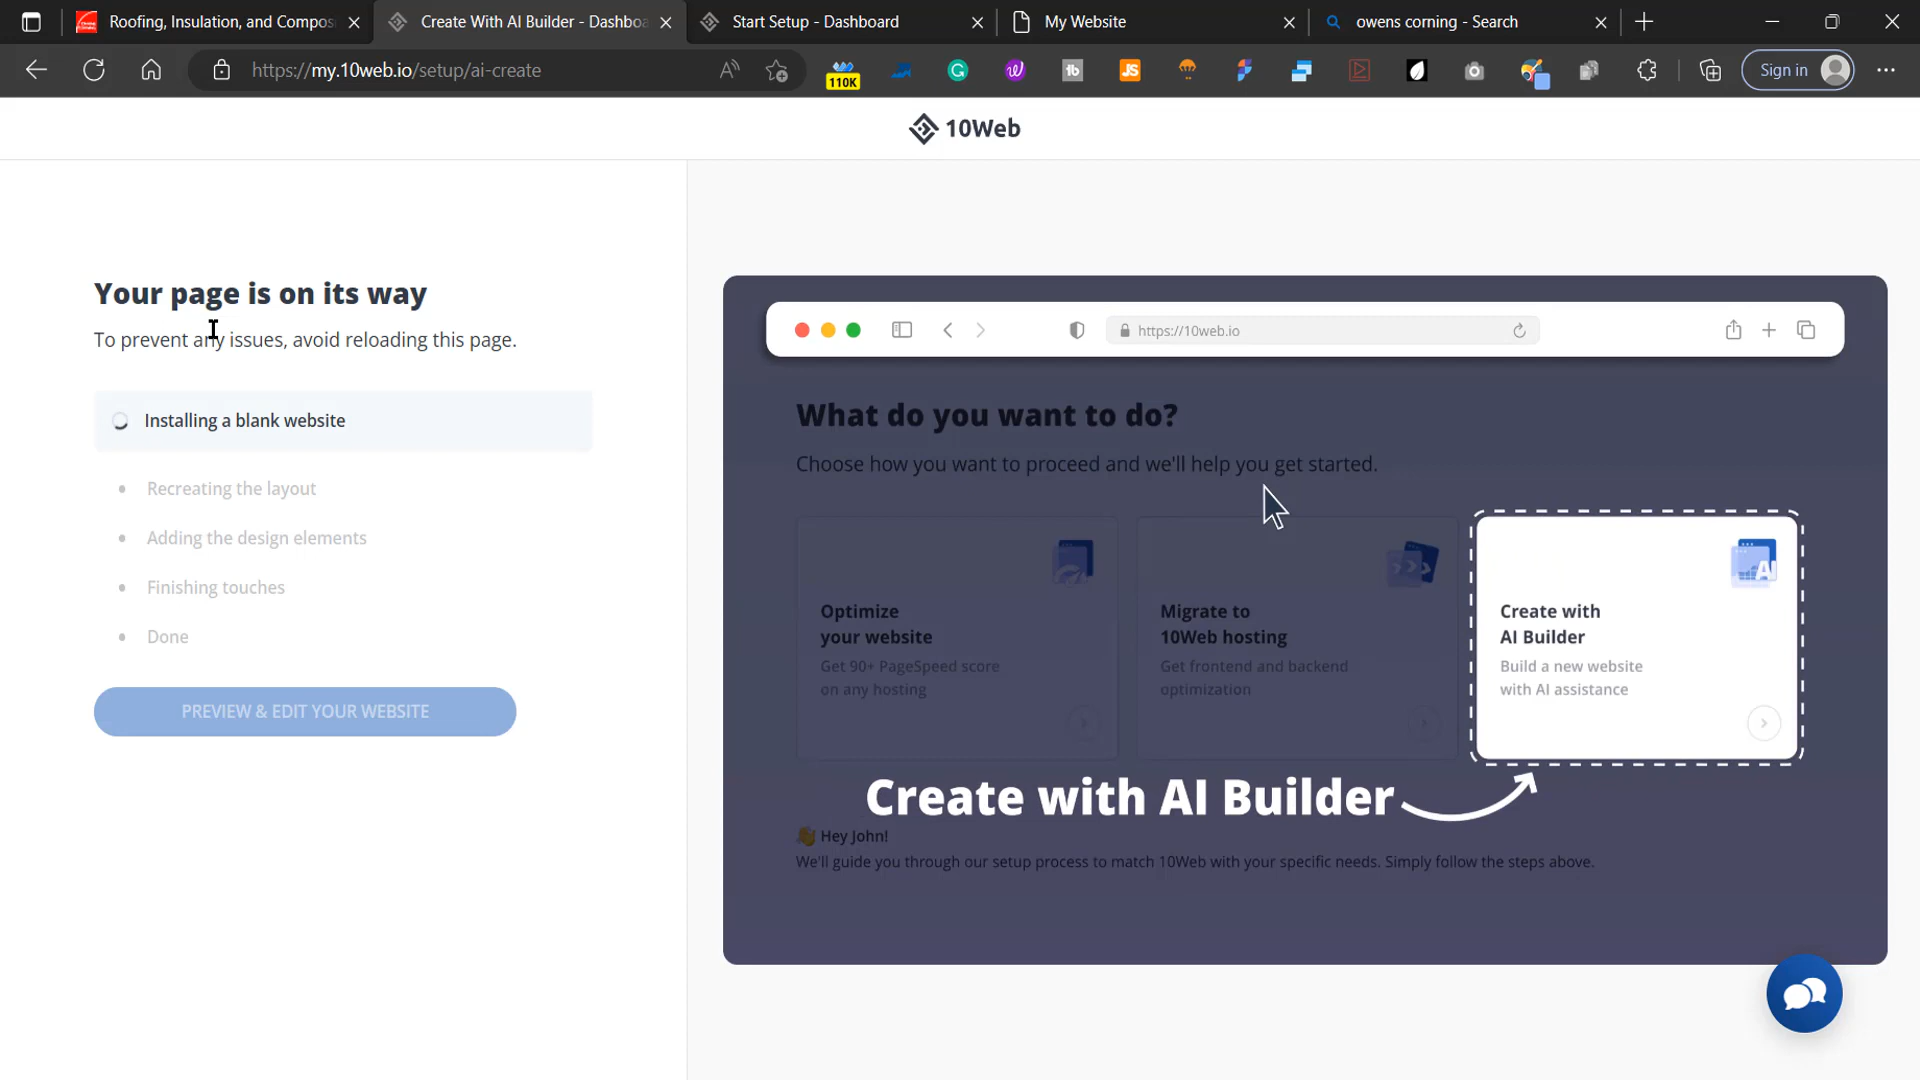 Roofing, Insulation, and Compos
Create With AI Builder - Dashboa
Start Setup - Dashboard
My Website
owens corning - Search
https://my.10web.io/setup/ai-create
110K
tb
JS
Sign in
10Web
Your page is on its way
To prevent any issues, avoid reloading this page.
Installing a blank website
Recreating the layout
Adding the design elements
Finishing touches
Done
PREVIEW & EDIT YOUR WEBSITE
https://10web.io
What do you want to do?
Choose how you want to proceed and we'll help you get started.
Optimize
your website
Get 90+ PageSpeed score
on any hosting
Migrate to
10Web hosting
Get frontend and backend
optimization
AI
Create with
AI Builder
Build a new website
with AI assistance
Create with AI Builder
👋 Hey John!
We'll guide you through our setup process to match 10Web with your specific needs. Simply follow the steps above.